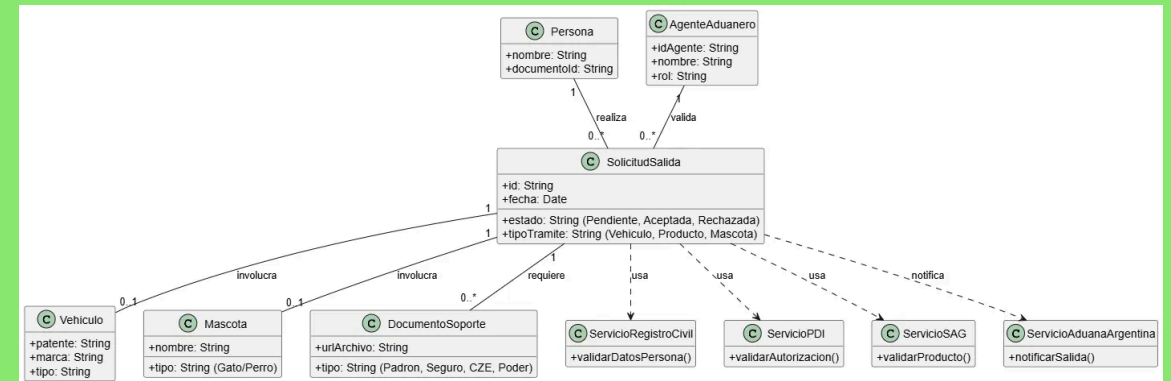 C Persona
+nombre: String
+documentoId: String
C AgenteAduanero
+idAgente: String
+nombre: String
+rol: String
1
realiza
0..*
1
valida
0..*
C SolicitudSalida
+id: String
+fecha: Date
+estado: String (Pendiente, Aceptada, Rechazada)
+tipoTramite: String (Vehiculo, Producto, Mascota)
1
involucra
0..1
1
involucra
0..1
1
requiere
0..*
usa
usa
usa
notifica
C Vehiculo
+patente: String
+marca: String
+tipo: String
C Mascota
+nombre: String
+tipo: String (Gato/Perro)
C DocumentoSoporte
+urlArchivo: String
+tipo: String (Padron, Seguro, CZE, Poder)
C ServicioRegistroCivil
+validarDatosPersona()
C ServicioPDI
+validarAutorizacion()
C ServicioSAG
+validarProducto()
C ServicioAduanaArgentina
+notificarSalida()